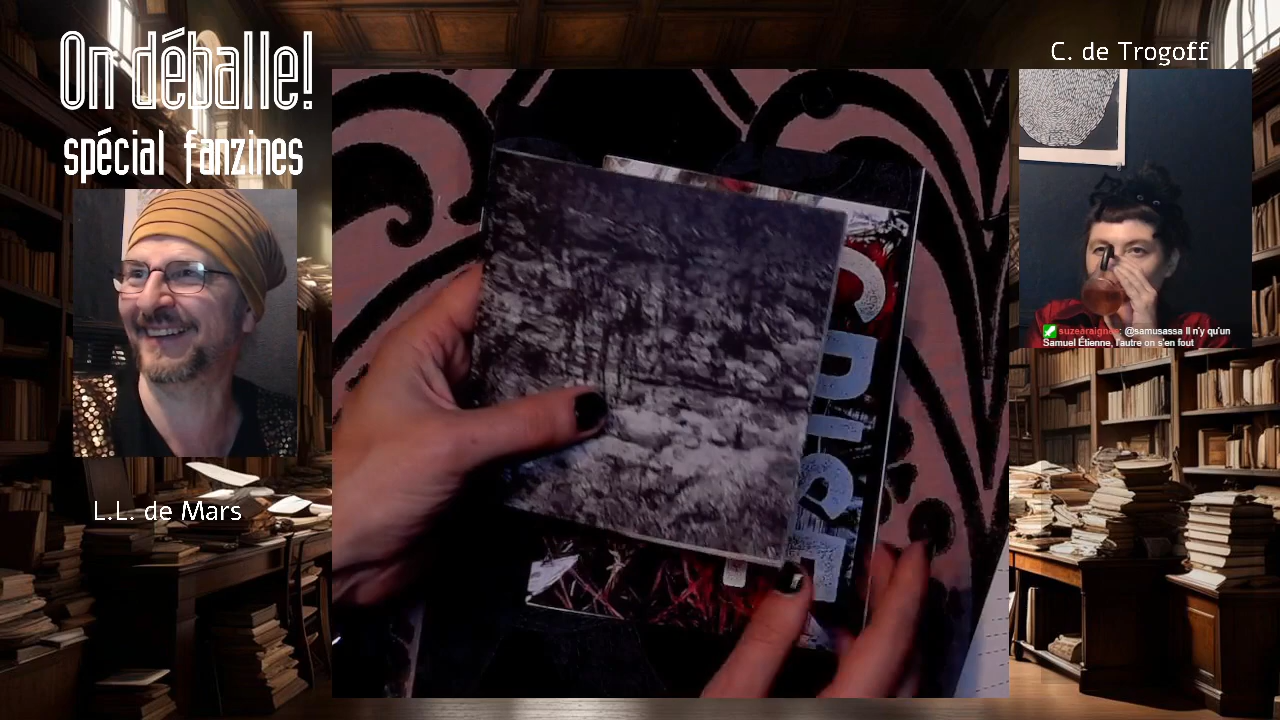 On déballe!
spécial fanzines
C. de Trogoff
suzearaignee: @samusassa Il n'y qu'un
Samuel Étienne, l'autre on s'en fout
L.L. de Mars